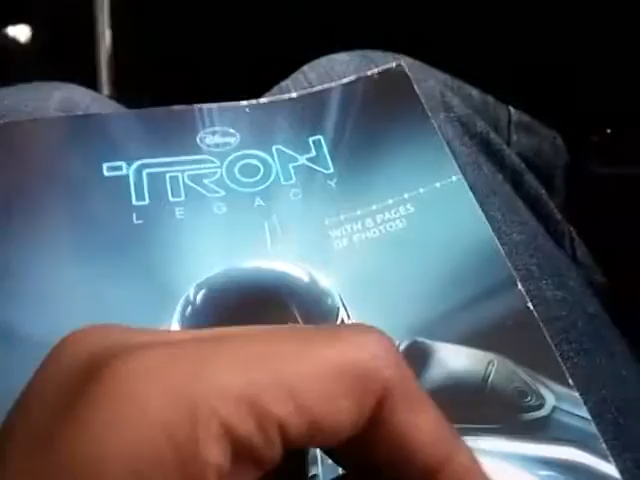 Disney
TRON
LEGACY
WITH 8 PAGES
OF PHOTOS!